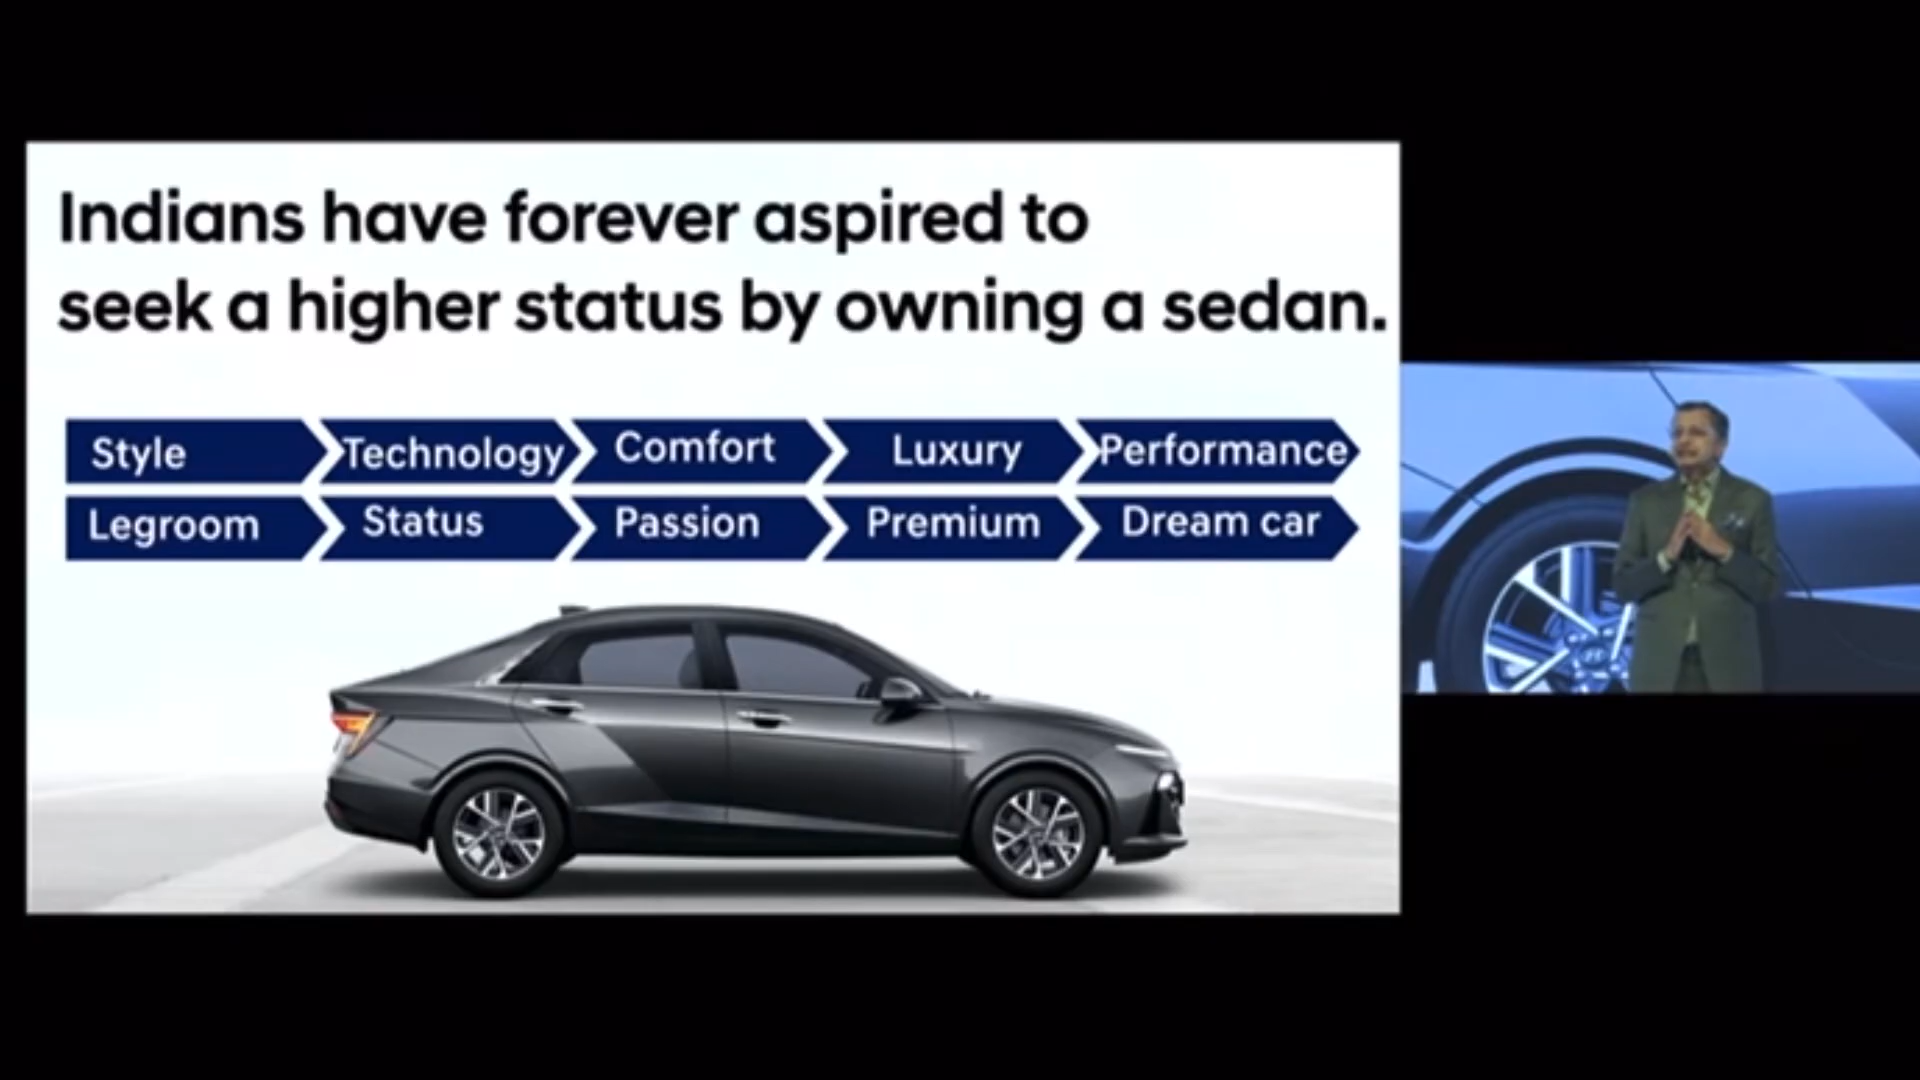 Indians have forever aspired to
seek a higher status by owning a sedan.
Style Technology Comfort Luxury Performance
Legroom Status Passion Premium Dream car